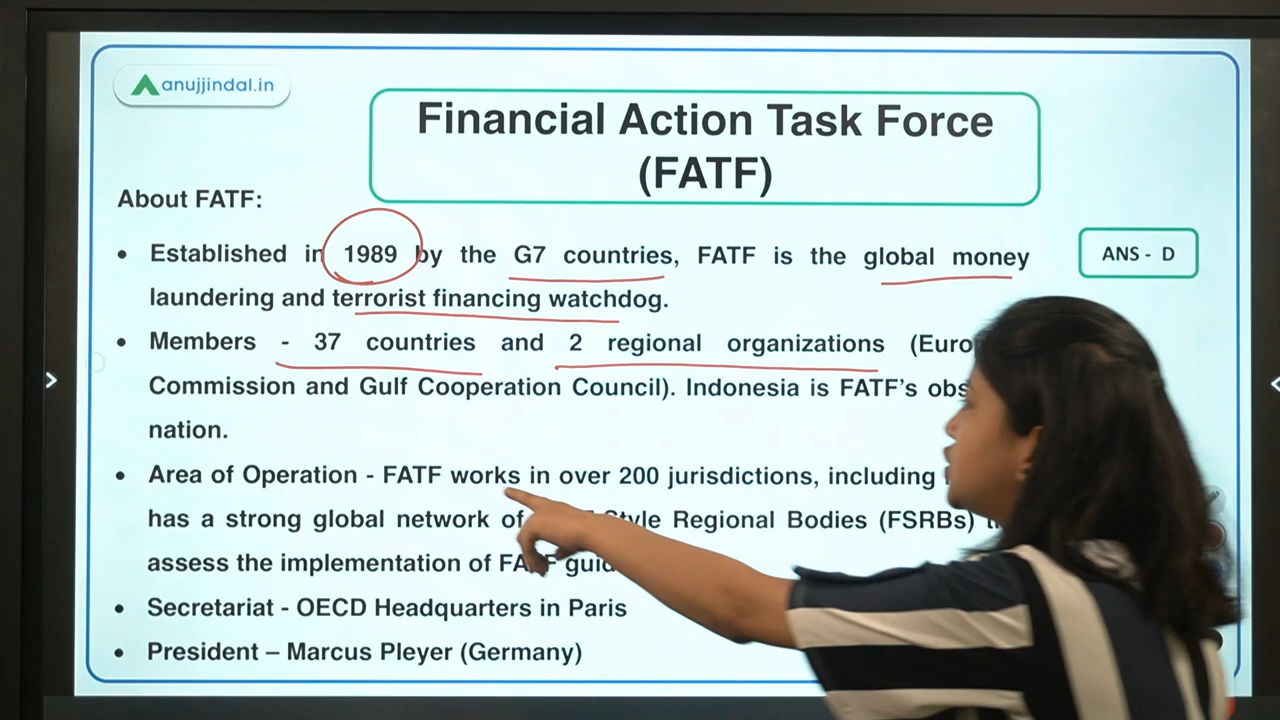 anujjindal.in
Financial Action Task Force
(FATF)
About FATF:
• Established in 1989 by the G7 countries, FATF is the global money
laundering and terrorist financing watchdog.
ANS - D
• Members - 37 countries and 2 regional organizations
Commission and Gulf Cooperation Council). Indonesia is FATF's
nation.
• Area of Operation - FATF works in over 200 jurisdictions, including
has a strong global network of Regional Bodies (FSRBs)
assess the implementation of
• Secretariat - OECD Headquarters in Paris
• President – Marcus Pleyer (Germany)